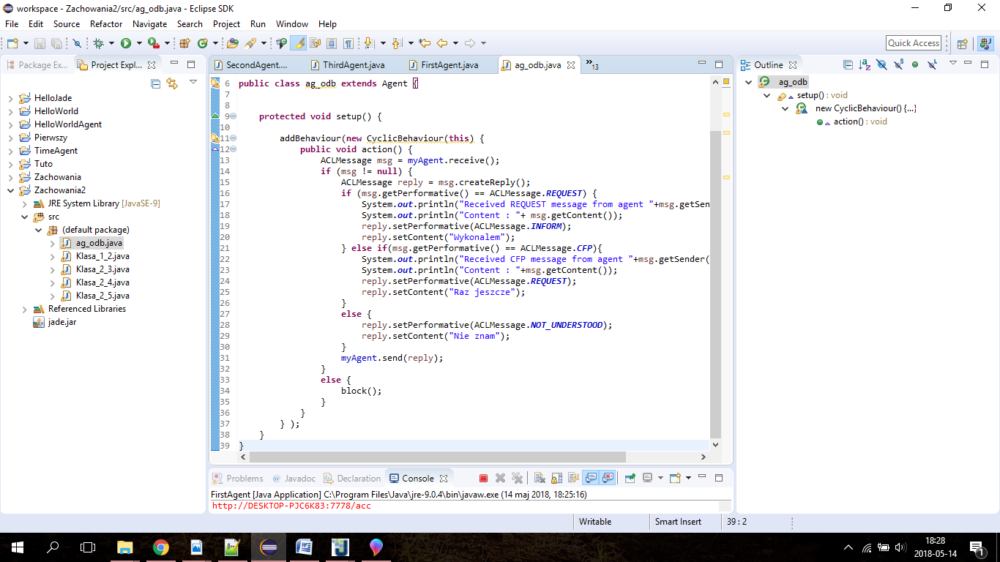 workspace - Zachowania2/src/ag_odb.java - Eclipse SDK
File Edit Source Refactor Navigate Search Project Run Window Help
Quick Access
Package Ex... Project Expl...
HelloJade
HelloWorld
HelloWorldAgent
Pierwszy
TimeAgent
Tuto
Zachowania
Zachowania2
JRE System Library [JavaSE-9]
src
(default package)
ag_odb.java
Klasa_1_2.java
Klasa_2_3.java
Klasa_2_4.java
Klasa_2_5.java
Referenced Libraries
jade.jar
SecondAgent.... ThirdAgent.java FirstAgent.java ag_odb.java »13
6 public class ag_odb extends Agent {
7
8
9 protected void setup() {
10
11 addBehaviour(new CyclicBehaviour(this) {
12 public void action() {
13 ACLMessage msg = myAgent.receive();
14 if (msg != null) {
15 ACLMessage reply = msg.createReply();
16 if (msg.getPerformative() == ACLMessage.REQUEST) {
17 System.out.println("Received REQUEST message from agent "+msg.getSen
18 System.out.println("Content : "+ msg.getContent());
19 reply.setPerformative(ACLMessage.INFORM);
20 reply.setContent("Wykonalem");
21 } else if(msg.getPerformative() == ACLMessage.CFP){
22 System.out.println("Received CFP message from agent "+msg.getSender(
23 System.out.println("Content : "+msg.getContent());
24 reply.setPerformative(ACLMessage.REQUEST);
25 reply.setContent("Raz jeszcze");
26 }
27 else {
28 reply.setPerformative(ACLMessage.NOT_UNDERSTOOD);
29 reply.setContent("Nie znam");
30 }
31 myAgent.send(reply);
32 }
33 else {
34 block();
35 }
36 }
37 } );
38 }
39 }
Outline
ag_odb
setup() : void
new CyclicBehaviour() {...}
action() : void
Problems @ Javadoc Declaration Console
FirstAgent [Java Application] C:\Program Files\Java\jre-9.0.4\bin\javaw.exe (14 maj 2018, 18:25:16)
http://DESKTOP-PJC6K83:7778/acc
Writable Smart Insert 39 : 2
18:28
2018-05-14
1